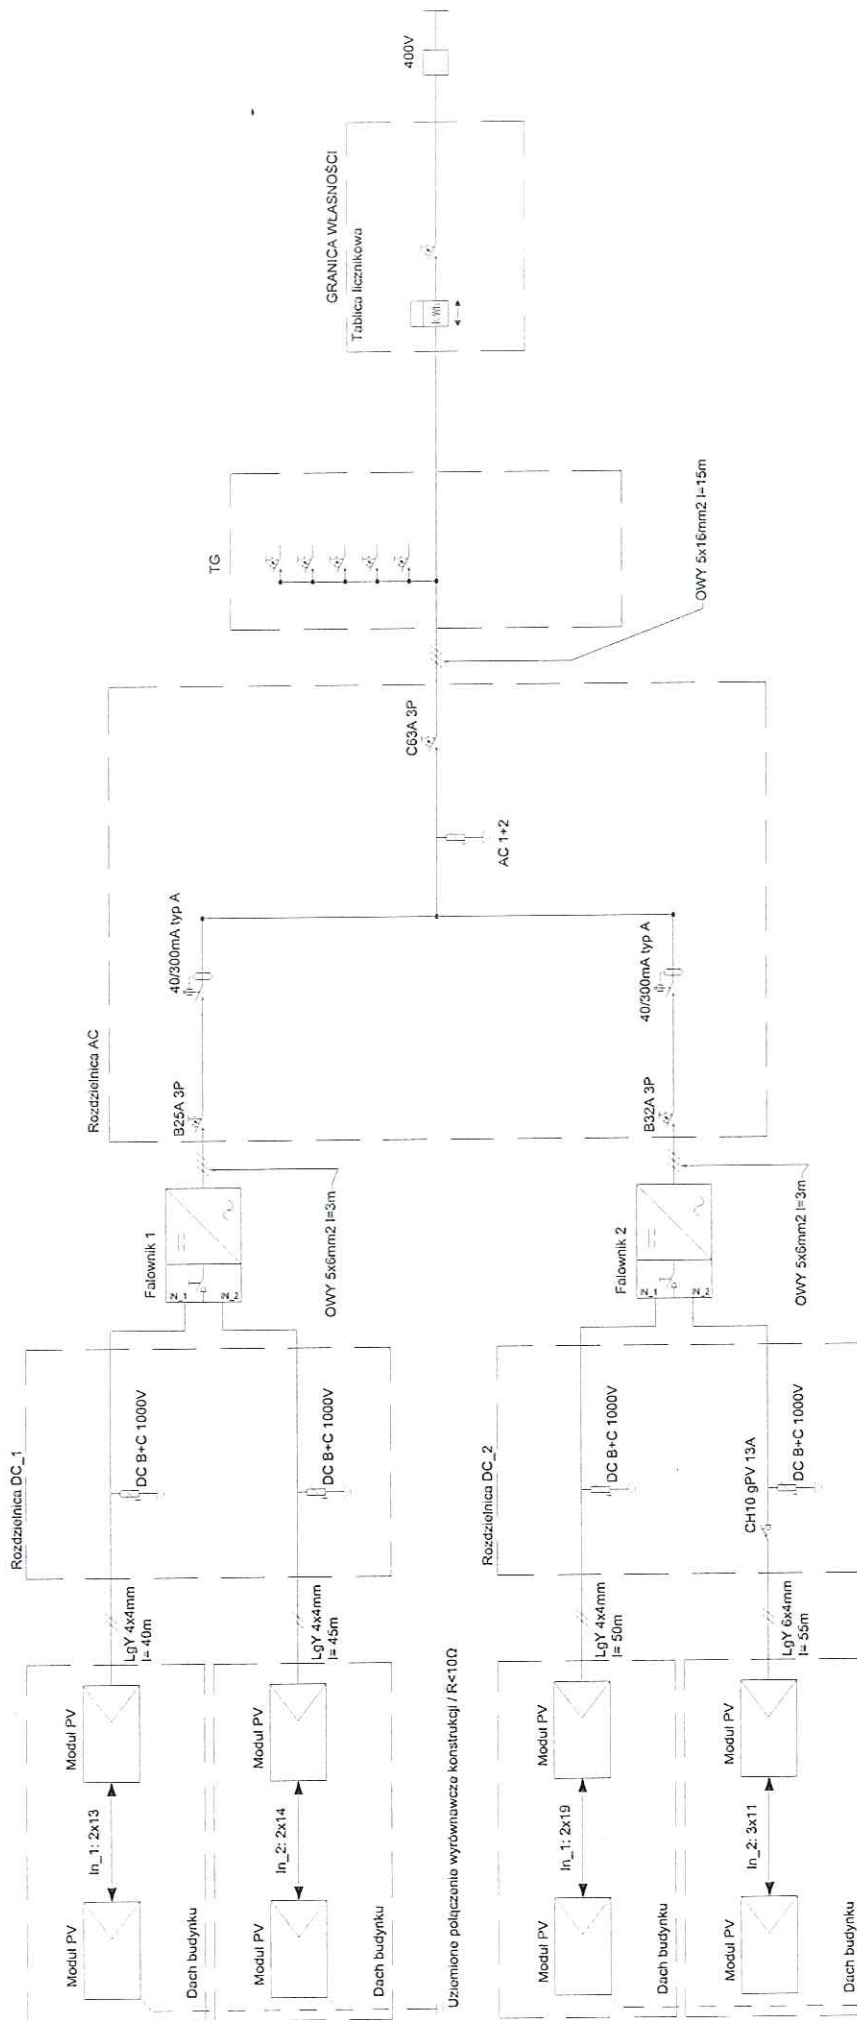 400V
GRANICA WŁASNOŚCI
Tablica licznikowa
kWh
TG
OWY 5x16mm2 l=15m
Rozdzielnica AC
C63A 3P
AC 1+2
40/300mA typ A
B25A 3P
40/300mA typ A
B32A 3P
Falownik 1
IN_1
IN_2
OWY 5x6mm2 l=3m
Falownik 2
IN_1
IN_2
OWY 5x6mm2 l=3m
Rozdzielnica DC_1
DC B+C 1000V
DC B+C 1000V
Rozdzielnica DC_2
DC B+C 1000V
CH10 gPV 13A
DC B+C 1000V
LgY 4x4mm
l= 40m
LgY 4x4mm
l= 45m
LgY 4x4mm
l= 50m
LgY 6x4mm
l= 55m
Moduł PV
In_1: 2x13
Moduł PV
Dach budynku
Moduł PV
In_2: 2x14
Moduł PV
Dach budynku
Uziemione połączenie wyrównawcze konstrukcji / R<10Ω
Moduł PV
In_1: 2x19
Moduł PV
Dach budynku
Moduł PV
In_2: 3x11
Moduł PV
Dach budynku